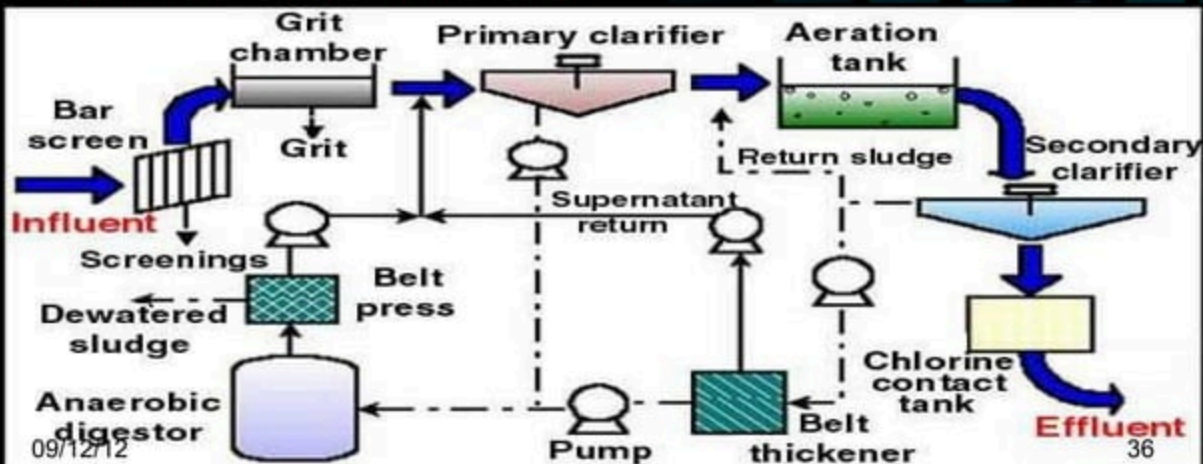 Grit
chamber
Primary clarifier
Aeration
tank
Bar
screen
Grit
Return sludge
Secondary
clarifier
Influent
Supernatant
return
Screenings
Belt
press
Dewatered
sludge
Chlorine
contact
tank
Anaerobic
digestor
Effluent
Belt
thickener
Pump
09/12/12
36